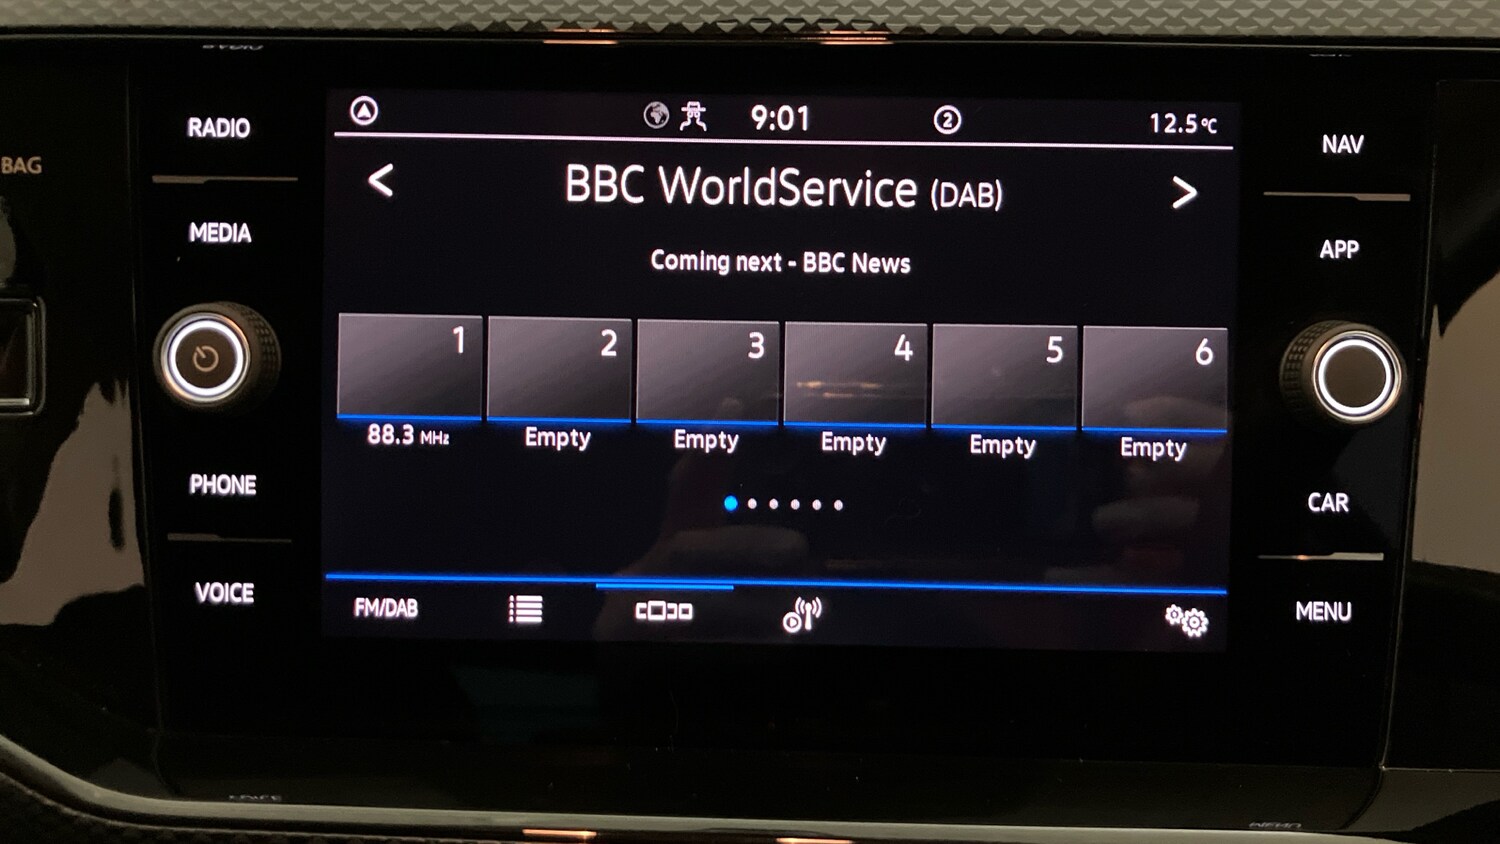 RADIO
BAG
MEDIA
PHONE
VOICE
9:01
2
12.5°C
< BBC WorldService (DAB) >
Coming next - BBC News
1 2 3 4 5 6
88.3 MHz Empty Empty Empty Empty Empty
FM/DAB
NAV
APP
CAR
MENU